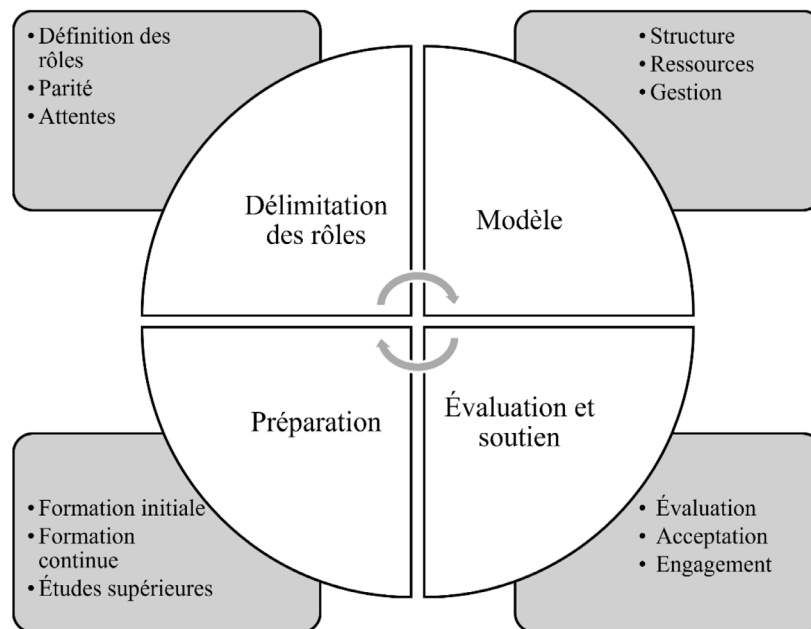 • Définition des
rôles
• Parité
• Attentes
• Structure
• Ressources
• Gestion
Délimitation
des rôles
Modèle
Préparation
Évaluation et
soutien
• Formation initiale
• Formation
continue
• Études supérieures
• Évaluation
• Acceptation
• Engagement